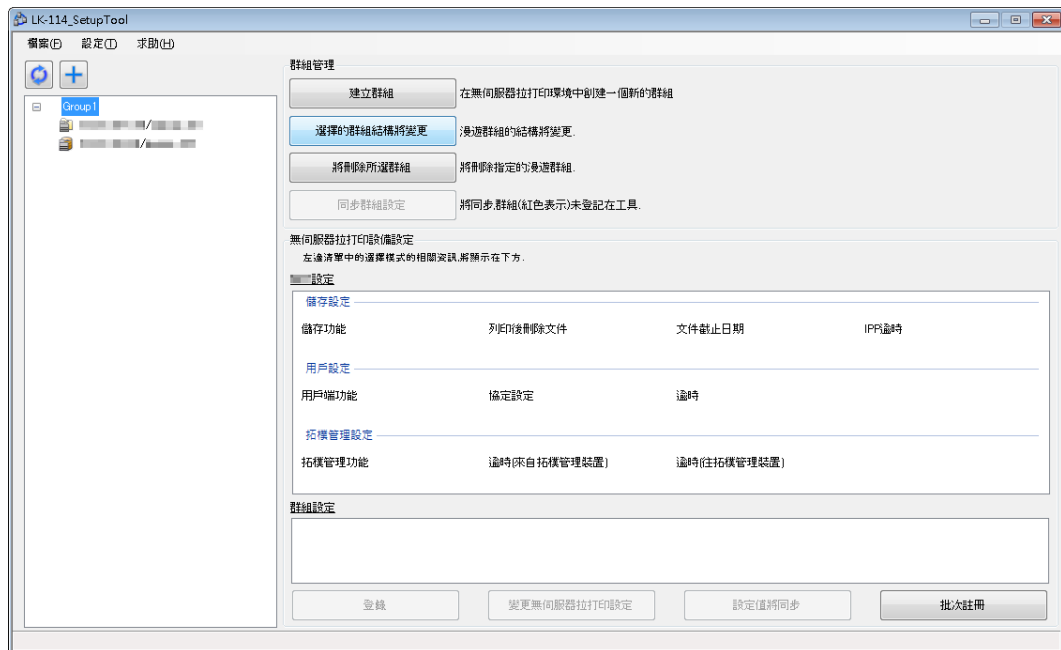 LK-114_SetupTool
檔案(F) 設定(T) 求助(H)
群組管理
建立群組 在無伺服器拉打印環境中創建一個新的群組
選擇的群組結構將變更 漫遊群組的結構將變更.
將刪除所選群組 將刪除指定的漫遊群組.
同步群組設定 將同步,群組(紅色表示)未登記在工具.
Group1
無伺服器拉打印設備設定
左邊清單中的選擇模式的相關資訊,將顯示在下方.
設定
儲存設定
儲存功能 列印後刪除文件 文件截止日期 IPP逾時
用戶設定
用戶端功能 協定設定 逾時
拓樸管理設定
拓樸管理功能 逾時(來自拓樸管理裝置) 逾時(往拓樸管理裝置)
群組設定
登錄 變更無伺服器拉打印設定 設定值將同步 批次註冊